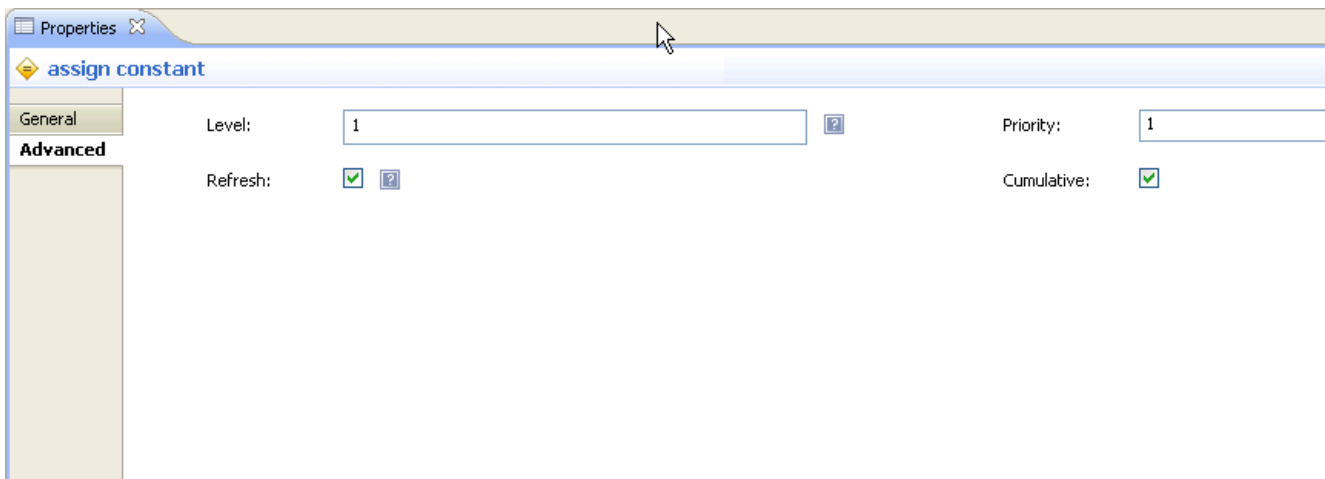 Properties
assign constant
General
Advanced
Level: 1 ? Priority: 1
Refresh: ? Cumulative: